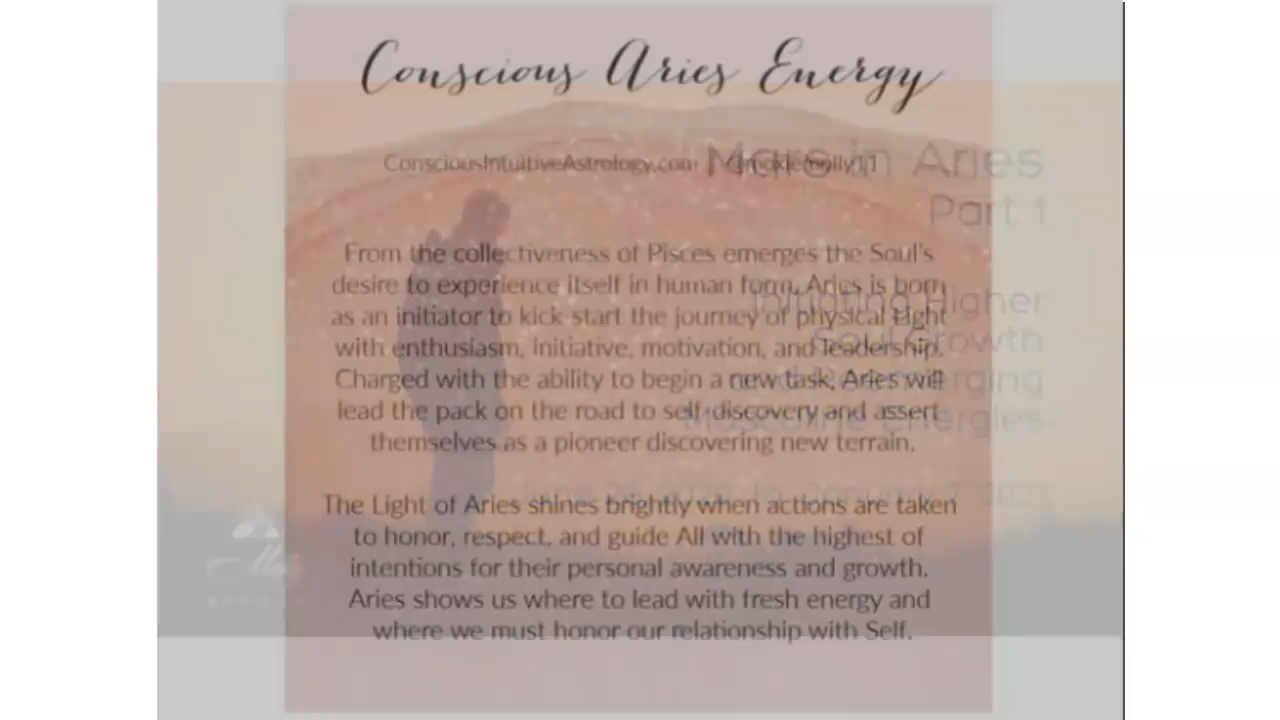 Conscious Aries Energy
ConsciousIntuitiveAstrology.com
Mars in Aries
Part 1
From the collectiveness of Pisces emerges the Soul's
desire to experience itself in human form. Aries is born
as an initiator to kick start the journey of physical Light
with enthusiasm, initiative, motivation, and leadership.
Charged with the ability to begin a new task, Aries will
lead the pack on the road to self-discovery and assert
themselves as a pioneer discovering new terrain.
Initiating Higher
Soul Growth
Masculine Energies
The Light of Aries shines brightly when actions are taken
to honor, respect, and guide All with the highest of
intentions for their personal awareness and growth.
Aries shows us where to lead with fresh energy and
where we must honor our relationship with Self.